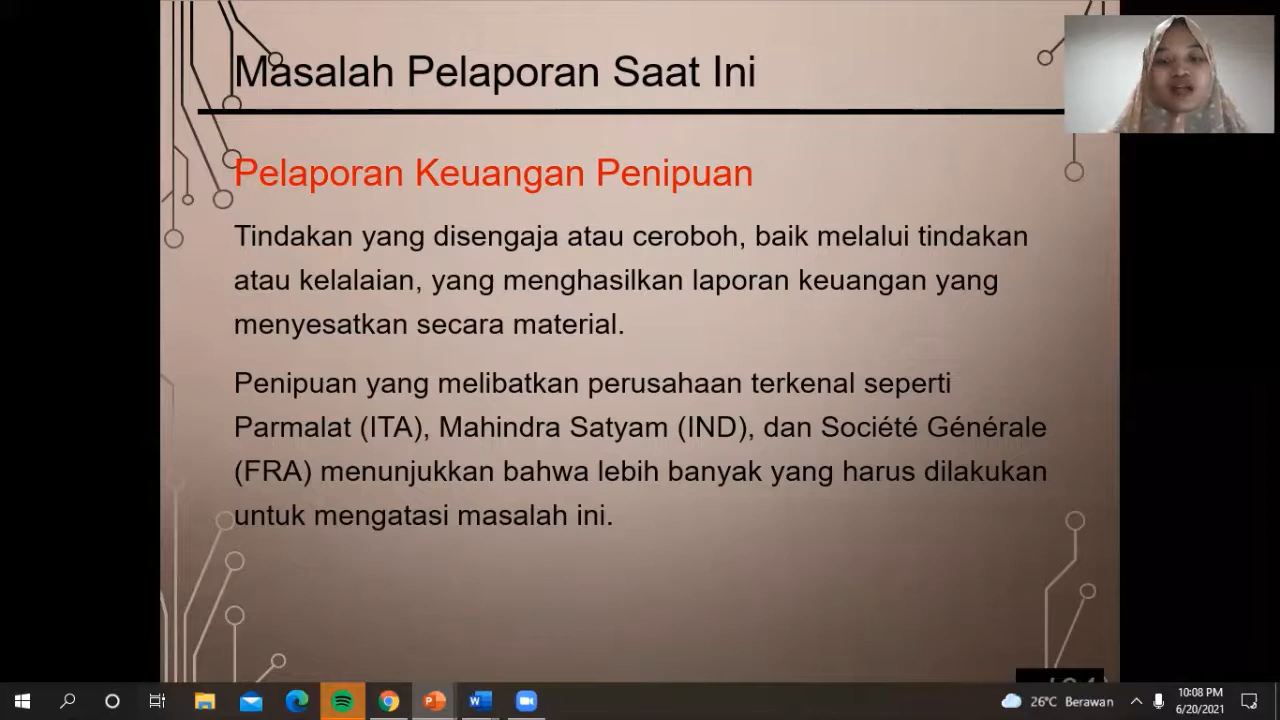 Masalah Pelaporan Saat Ini
Pelaporan Keuangan Penipuan
Tindakan yang disengaja atau ceroboh, baik melalui tindakan
atau kelalaian, yang menghasilkan laporan keuangan yang
menyesatkan secara material.
Penipuan yang melibatkan perusahaan terkenal seperti
Parmalat (ITA), Mahindra Satyam (IND), dan Société Générale
(FRA) menunjukkan bahwa lebih banyak yang harus dilakukan
untuk mengatasi masalah ini.
26°C Berawan
10:08 PM
6/20/2021